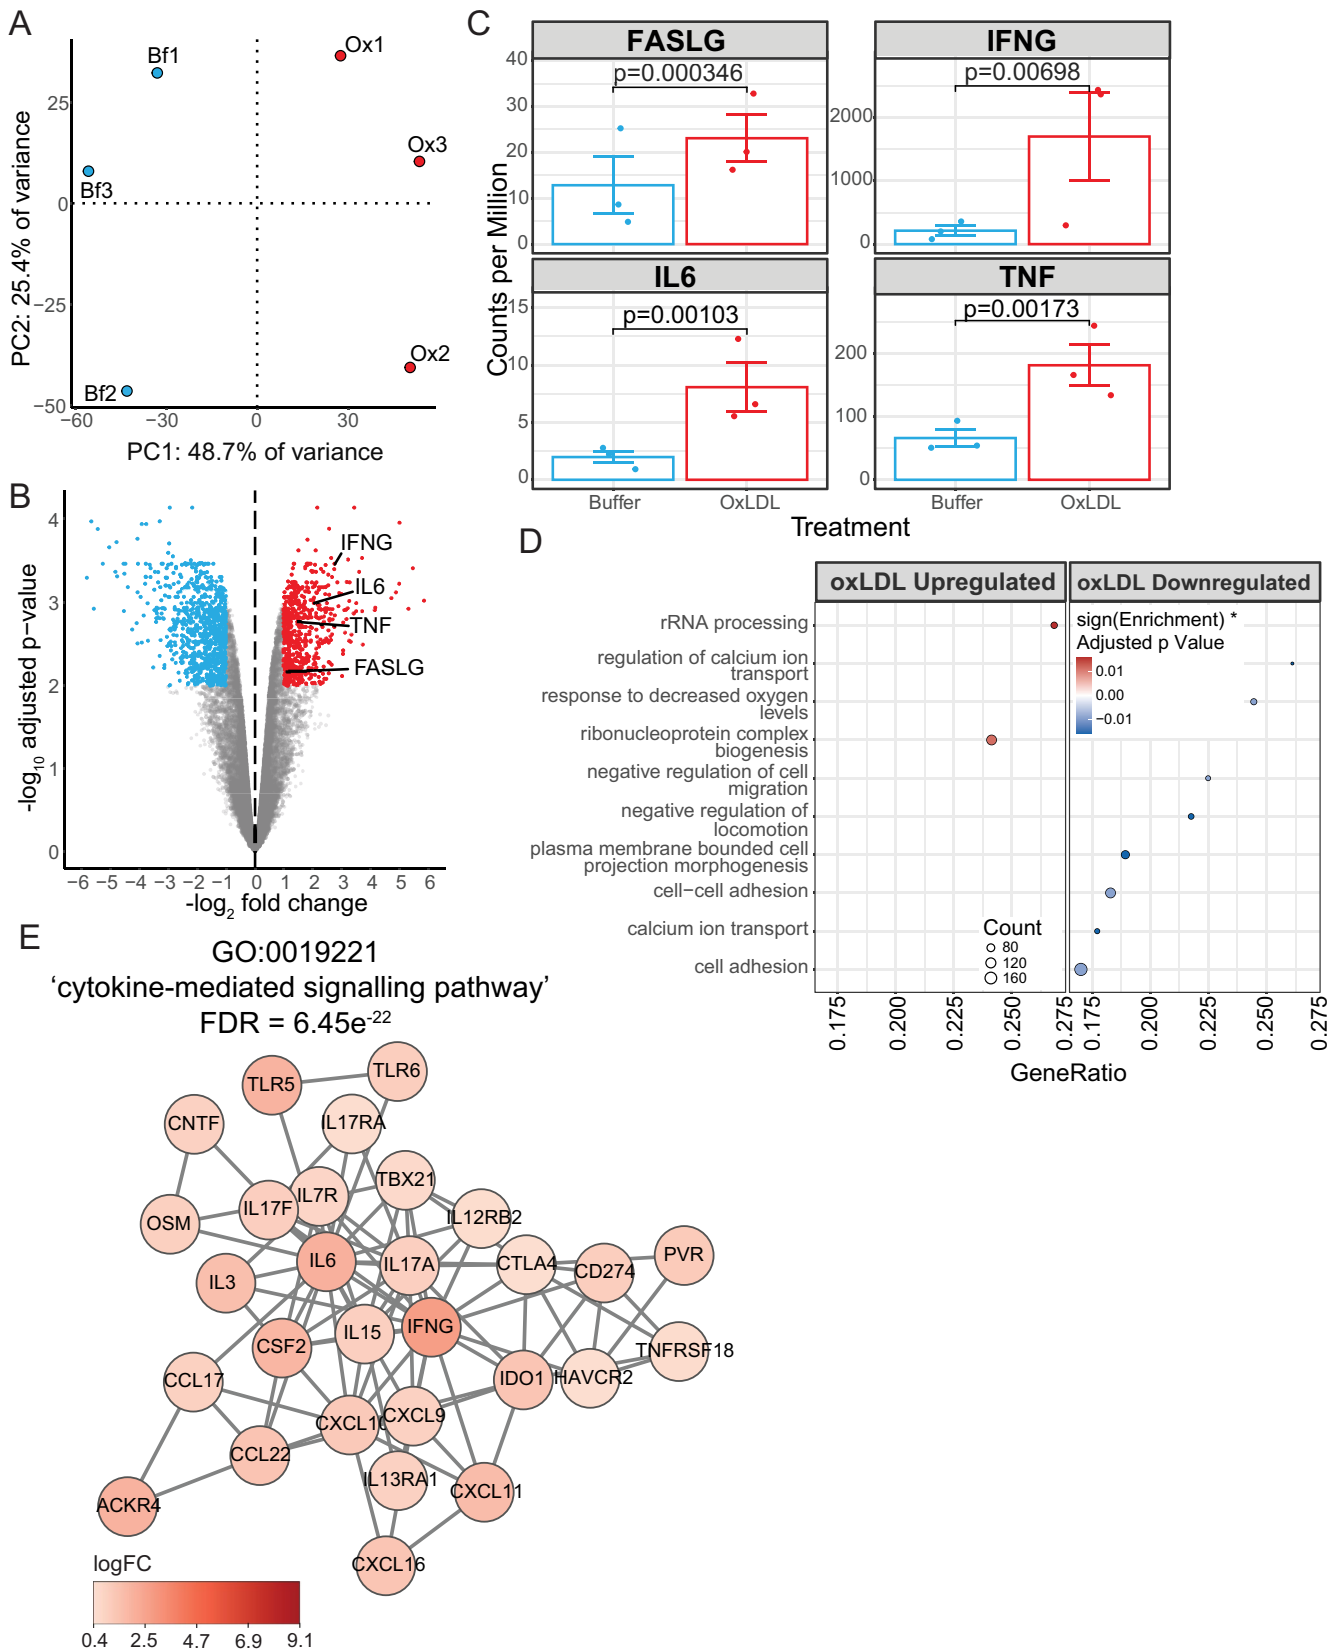 A
Bf1
Ox1
25
Ox3
Bf3
0
−25
Ox2
Bf2
−50
−60
−30
0
30
PC2: 25.4% of variance
PC1: 48.7% of variance
B
4
3
2
1
0
IFNG
IL6
TNF
FASLG
-log10 adjusted p−value
−6 −5 −4 −3 −2 −1 0 1 2 3 4 5 6
-log2 fold change
C
FASLG
p=0.000346
40
30
20
10
0
IFNG
p=0.00698
2000
1000
0
Counts per Million
IL6
p=0.00103
15
10
5
0
Buffer
OxLDL
TNF
p=0.00173
200
100
0
Buffer
OxLDL
Treatment
D
oxLDL Upregulated
oxLDL Downregulated
rRNA processing
regulation of calcium ion
transport
response to decreased oxygen
levels
ribonucleoprotein complex
biogenesis
negative regulation of cell
migration
negative regulation of
locomotion
plasma membrane bounded cell
projection morphogenesis
cell−cell adhesion
calcium ion transport
cell adhesion
sign(Enrichment) *
Adjusted p Value
0.01
0.00
−0.01
Count
80
120
160
0.175
0.200
0.225
0.250
0.275
0.175
0.200
0.225
0.250
0.275
GeneRatio
E
GO:0019221
‘cytokine-mediated signalling pathway’
FDR = 6.45e-22
TLR5
TLR6
CNTF
IL17RA
TBX21
IL7R
IL17F
OSM
IL12RB2
IL6
IL17A
CTLA4
CD274
PVR
IL3
IL15
IFNG
CSF2
TNFRSF18
CCL17
IDO1
HAVCR2
CXCL10
CXCL9
CCL22
IL13RA1
CXCL11
ACKR4
CXCL16
logFC
0.4 2.5 4.7 6.9 9.1